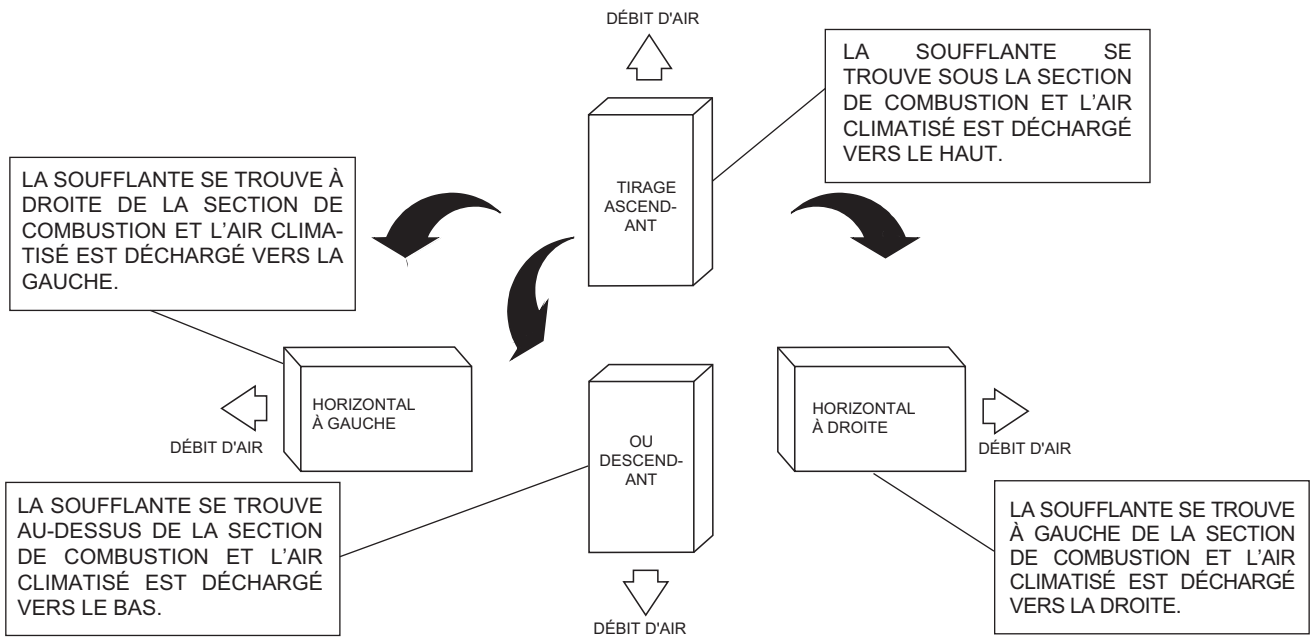 DÉBIT D'AIR
LA SOUFFLANTE SE
TROUVE SOUS LA SECTION
DE COMBUSTION ET L'AIR
CLIMATISÉ EST DÉCHARGÉ
VERS LE HAUT.
LA SOUFFLANTE SE TROUVE À
DROITE DE LA SECTION DE
COMBUSTION ET L'AIR CLIMA-
TISÉ EST DÉCHARGÉ VERS LA
GAUCHE.
TIRAGE
ASCEND-
ANT
HORIZONTAL
À GAUCHE
DÉBIT D'AIR
OU
DESCEND-
ANT
HORIZONTAL
À DROITE
DÉBIT D'AIR
LA SOUFFLANTE SE TROUVE
AU-DESSUS DE LA SECTION
DE COMBUSTION ET L'AIR
CLIMATISÉ EST DÉCHARGÉ
VERS LE BAS.
LA SOUFFLANTE SE TROUVE
À GAUCHE DE LA SECTION
DE COMBUSTION ET L'AIR
CLIMATISÉ EST DÉCHARGÉ
VERS LA DROITE.
DÉBIT D'AIR